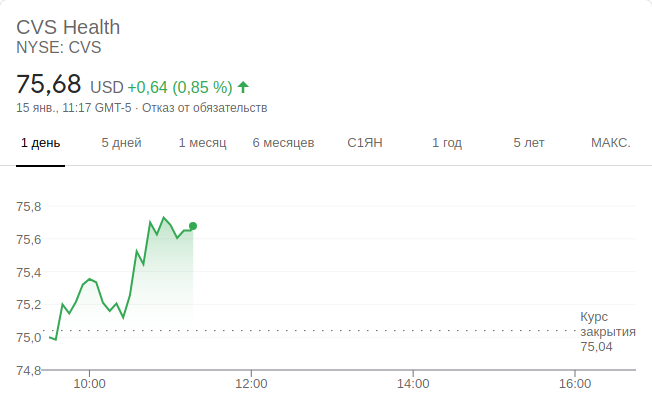 CVS Health
NYSE: CVS
75,68 USD +0,64 (0,85 %)
15 янв., 11:17 GMT-5 · Отказ от обязательств
1 день 5 дней 1 месяц 6 месяцев С1ЯН 1 год 5 лет МАКС.
75,8
75,6
75,4
75,2
75,0
74,8
Курс
закрытия
75,04
10:00 12:00 14:00 16:00